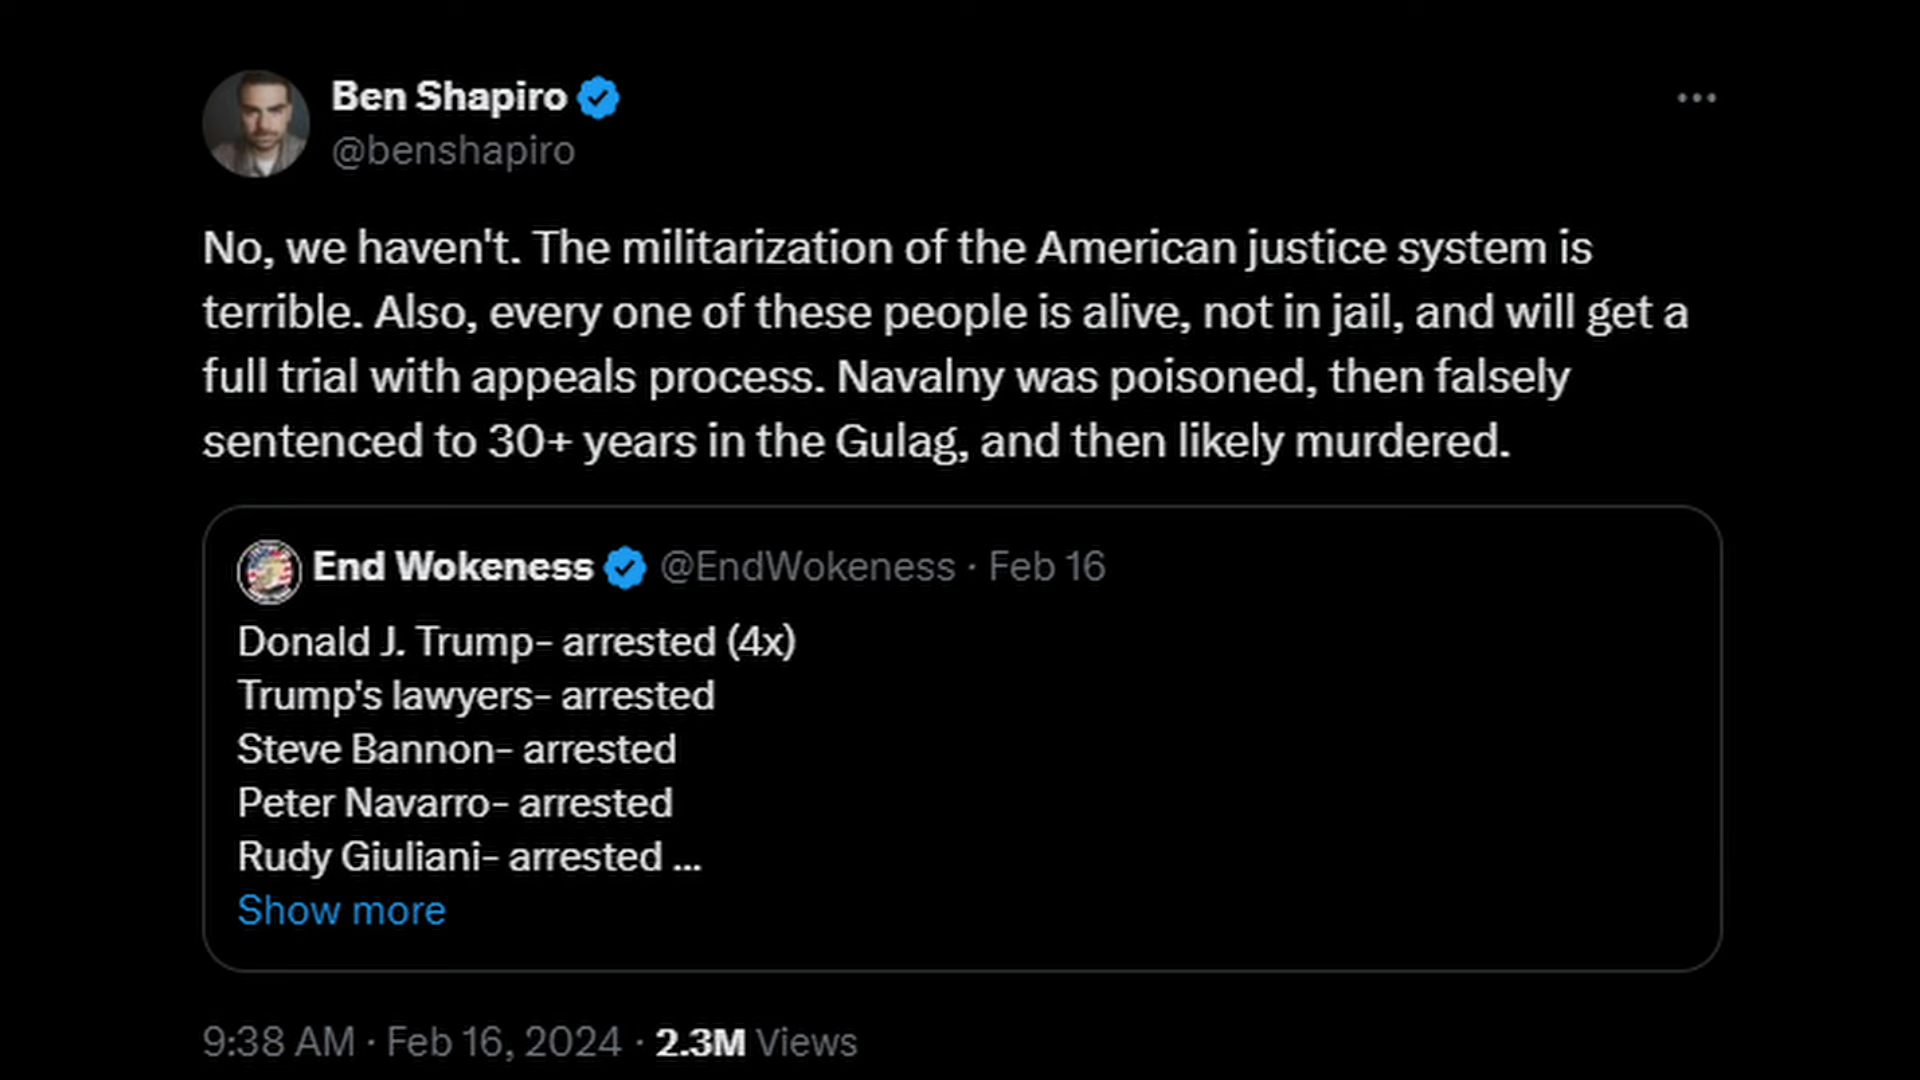 Ben Shapiro
@benshapiro
No, we haven't. The militarization of the American justice system is
terrible. Also, every one of these people is alive, not in jail, and will get a
full trial with appeals process. Navalny was poisoned, then falsely
sentenced to 30+ years in the Gulag, and then likely murdered.
End Wokeness @EndWokeness · Feb 16
Donald J. Trump- arrested (4x)
Trump's lawyers- arrested
Steve Bannon- arrested
Peter Navarro- arrested
Rudy Giuliani- arrested ...
Show more
9:38 AM · Feb 16, 2024 · 2.3M Views